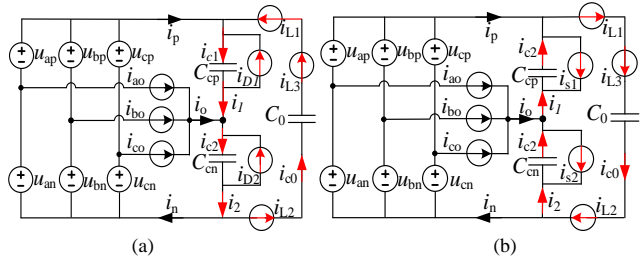 i_p
i_L1
i_c1
u_ap
u_bp
u_cp
C_cp
i_D1
i_L3
i_ao
i_1
i_bo
i_o
C_0
i_co
i_c2
C_cn
i_D2
u_an
u_bn
u_cn
i_c0
i_n
i_2
i_L2
(a)
i_p
i_L1
i_c2
u_ap
u_bp
u_cp
C_cp
i_s1
i_L3
i_ao
i_1
i_bo
i_o
C_0
i_co
i_c2
C_cn
i_s2
u_an
u_bn
u_cn
i_c0
i_n
i_2
i_L2
(b)